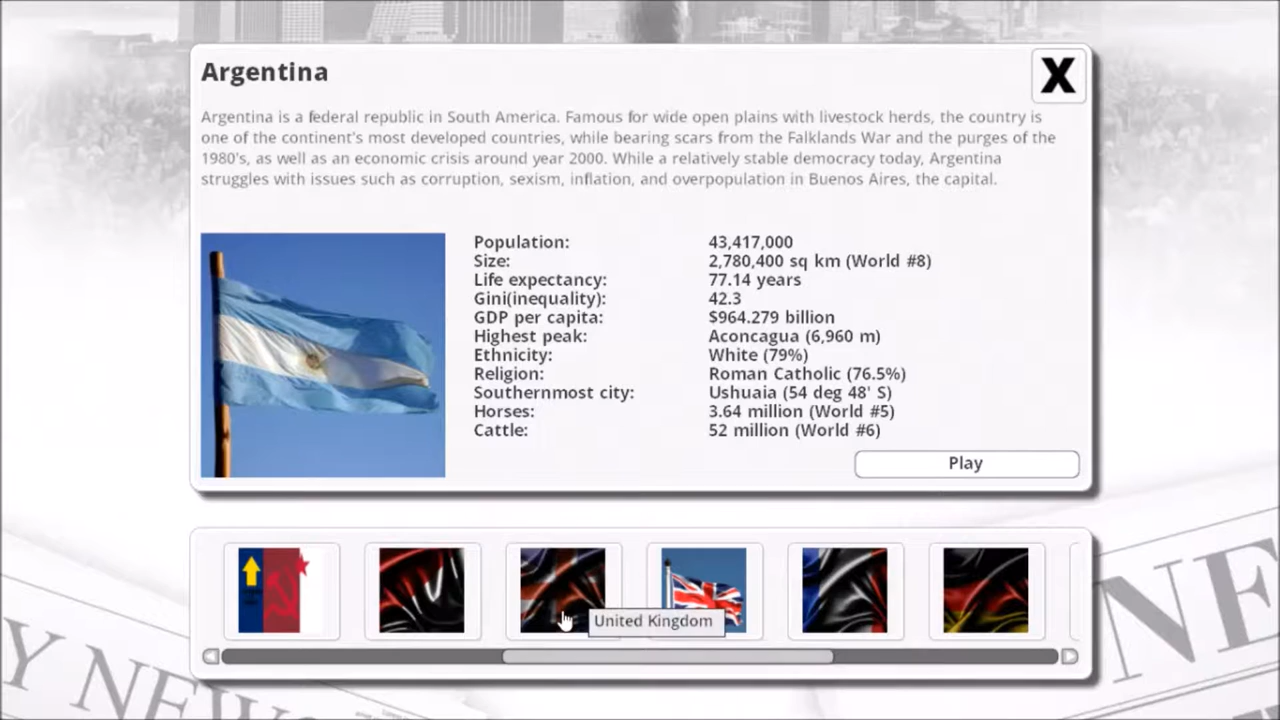 Argentina
X
Argentina is a federal republic in South America. Famous for wide open plains with livestock herds, the country is
one of the continent's most developed countries, while bearing scars from the Falklands War and the purges of the
1980's, as well as an economic crisis around year 2000. While a relatively stable democracy today, Argentina
struggles with issues such as corruption, sexism, inflation, and overpopulation in Buenos Aires, the capital.
Population: 43,417,000
Size: 2,780,400 sq km (World #8)
Life expectancy: 77.14 years
Gini(inequality): 42.3
GDP per capita: $964.279 billion
Highest peak: Aconcagua (6,960 m)
Ethnicity: White (79%)
Religion: Roman Catholic (76.5%)
Southernmost city: Ushuaia (54 deg 48' S)
Horses: 3.64 million (World #5)
Cattle: 52 million (World #6)
Play
United Kingdom
Y NEWS
NE